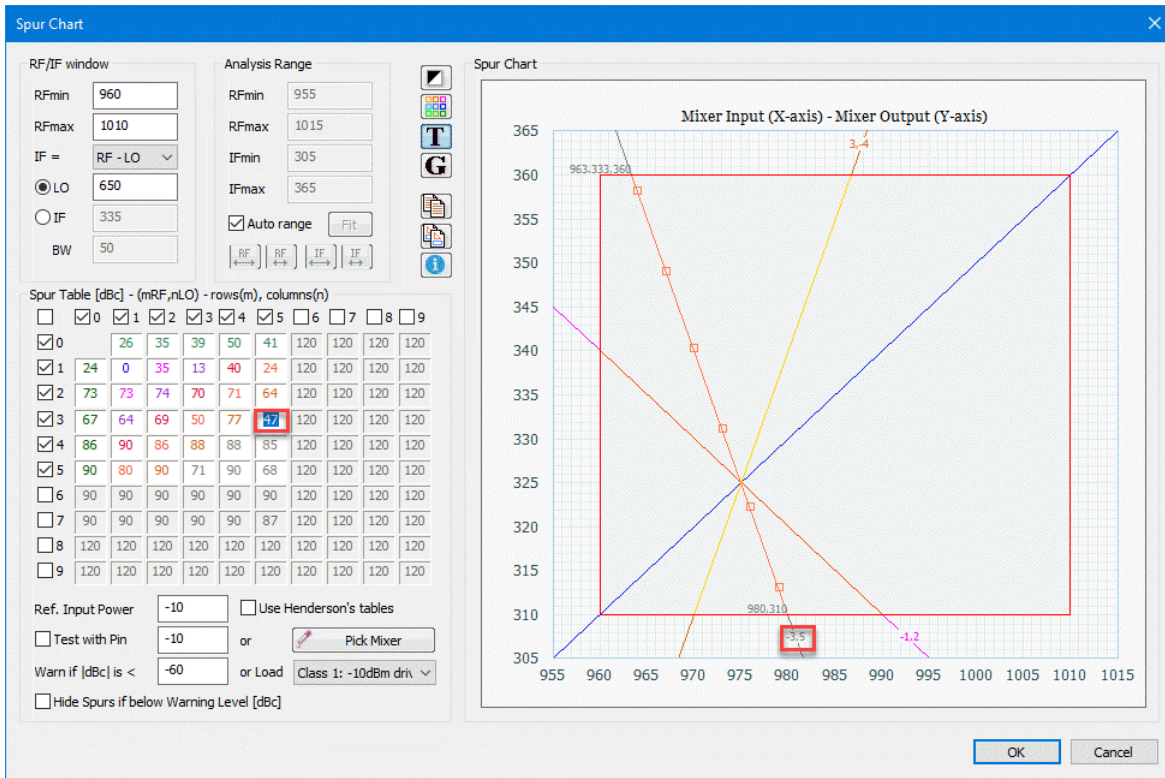 Spur Chart
RF/IF window
RFmin 960
RFmax 1010
IF = RF - LO
LO 650
IF 335
BW 50
Analysis Range
RFmin 955
RFmax 1015
IFmin 305
IFmax 365
Auto range Fit
RF RF IF IF
T
G
Spur Table [dBc] - (mRF,nLO) - rows(m), columns(n)
0 1 2 3 4 5 6 7 8 9
0 26 35 39 50 41 120 120 120 120
1 24 0 35 13 40 24 120 120 120 120
2 73 73 74 70 71 64 120 120 120 120
3 67 64 69 50 77 47 120 120 120 120
4 86 90 86 88 88 85 120 120 120 120
5 90 80 90 71 90 68 120 120 120 120
6 90 90 90 90 90 90 120 120 120 120
7 90 90 90 90 90 87 120 120 120 120
8 120 120 120 120 120 120 120 120 120 120
9 120 120 120 120 120 120 120 120 120 120
Ref. Input Power -10 Use Henderson's tables
Test with Pin -10 or Pick Mixer
Warn if |dBc| is < -60 or Load Class 1: -10dBm driv
Hide Spurs if below Warning Level [dBc]
Spur Chart
Mixer Input (X-axis) - Mixer Output (Y-axis)
365
360
355
350
345
340
335
330
325
320
315
310
305
3,-4
963.333,360
980,310
-3,5
-1,2
955 960 965 970 975 980 985 990 995 1000 1005 1010 1015
OK Cancel